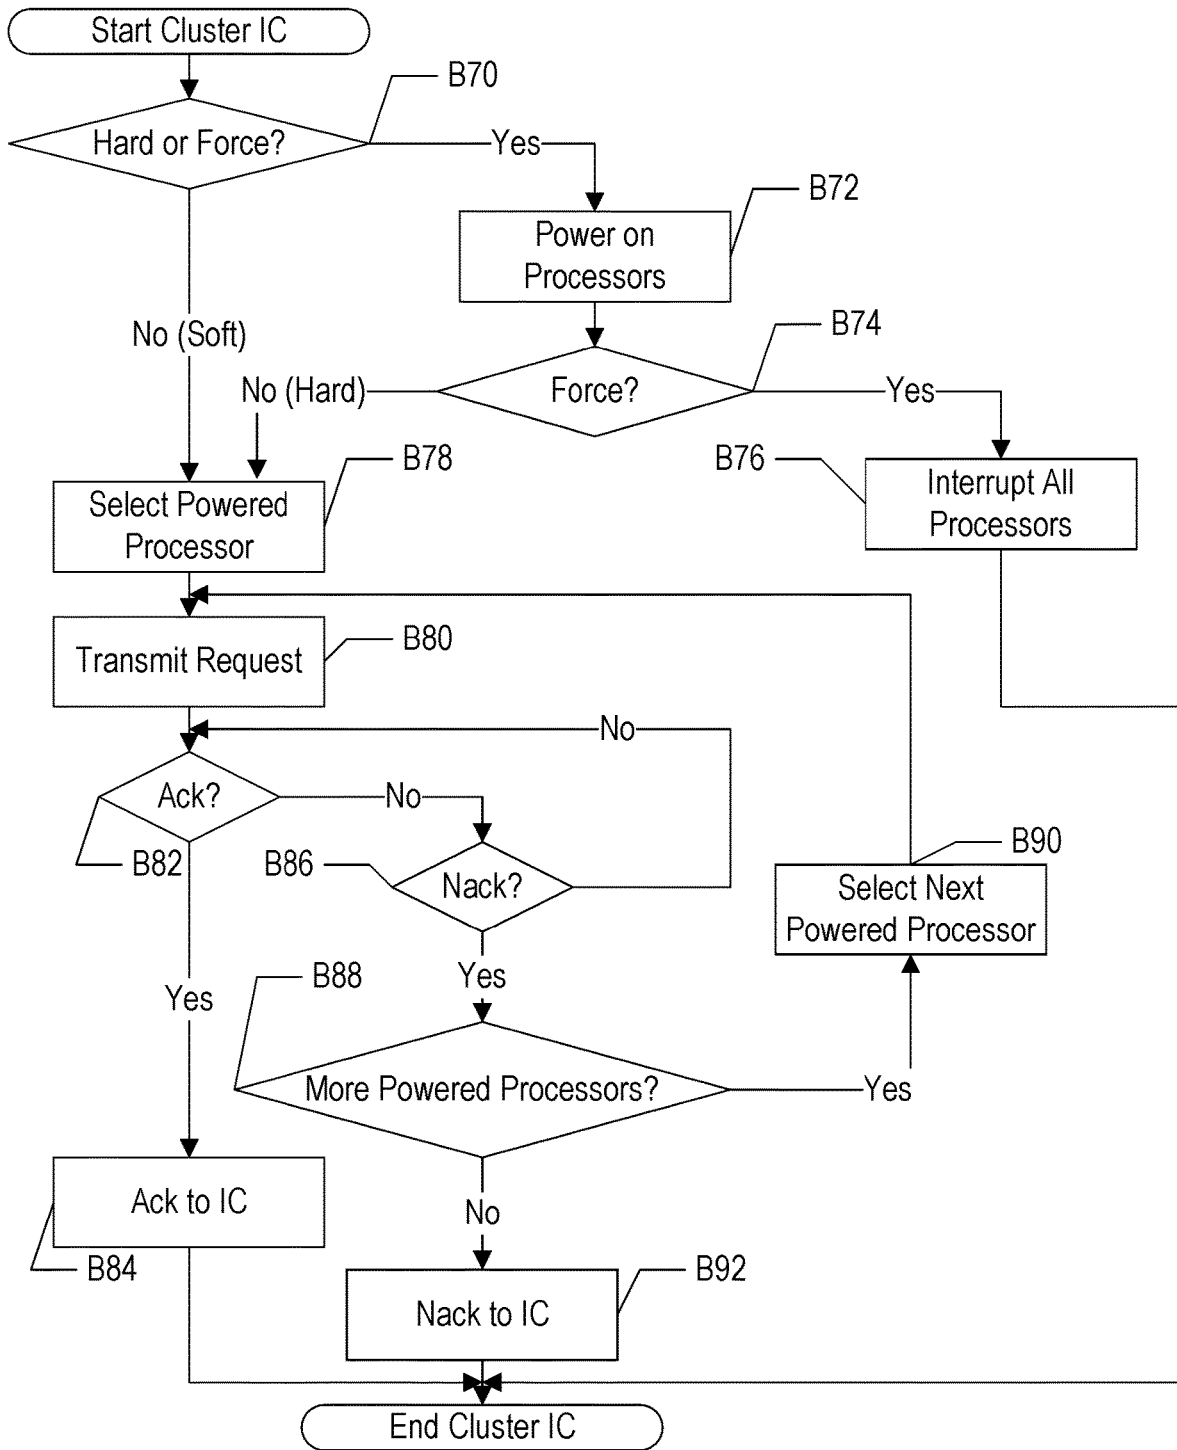 Start Cluster IC
B70
Hard or Force?
Yes
B72
Power on
Processors
No (Soft)
B74
No (Hard)
Force?
Yes
B78
B76
Interrupt All
Processors
Select Powered
Processor
B80
Transmit Request
No
Ack?
No
B82
B86
B90
Nack?
Select Next
Powered Processor
Yes
B88
Yes
More Powered Processors?
Yes
Ack to IC
No
B84
B92
Nack to IC
End Cluster IC